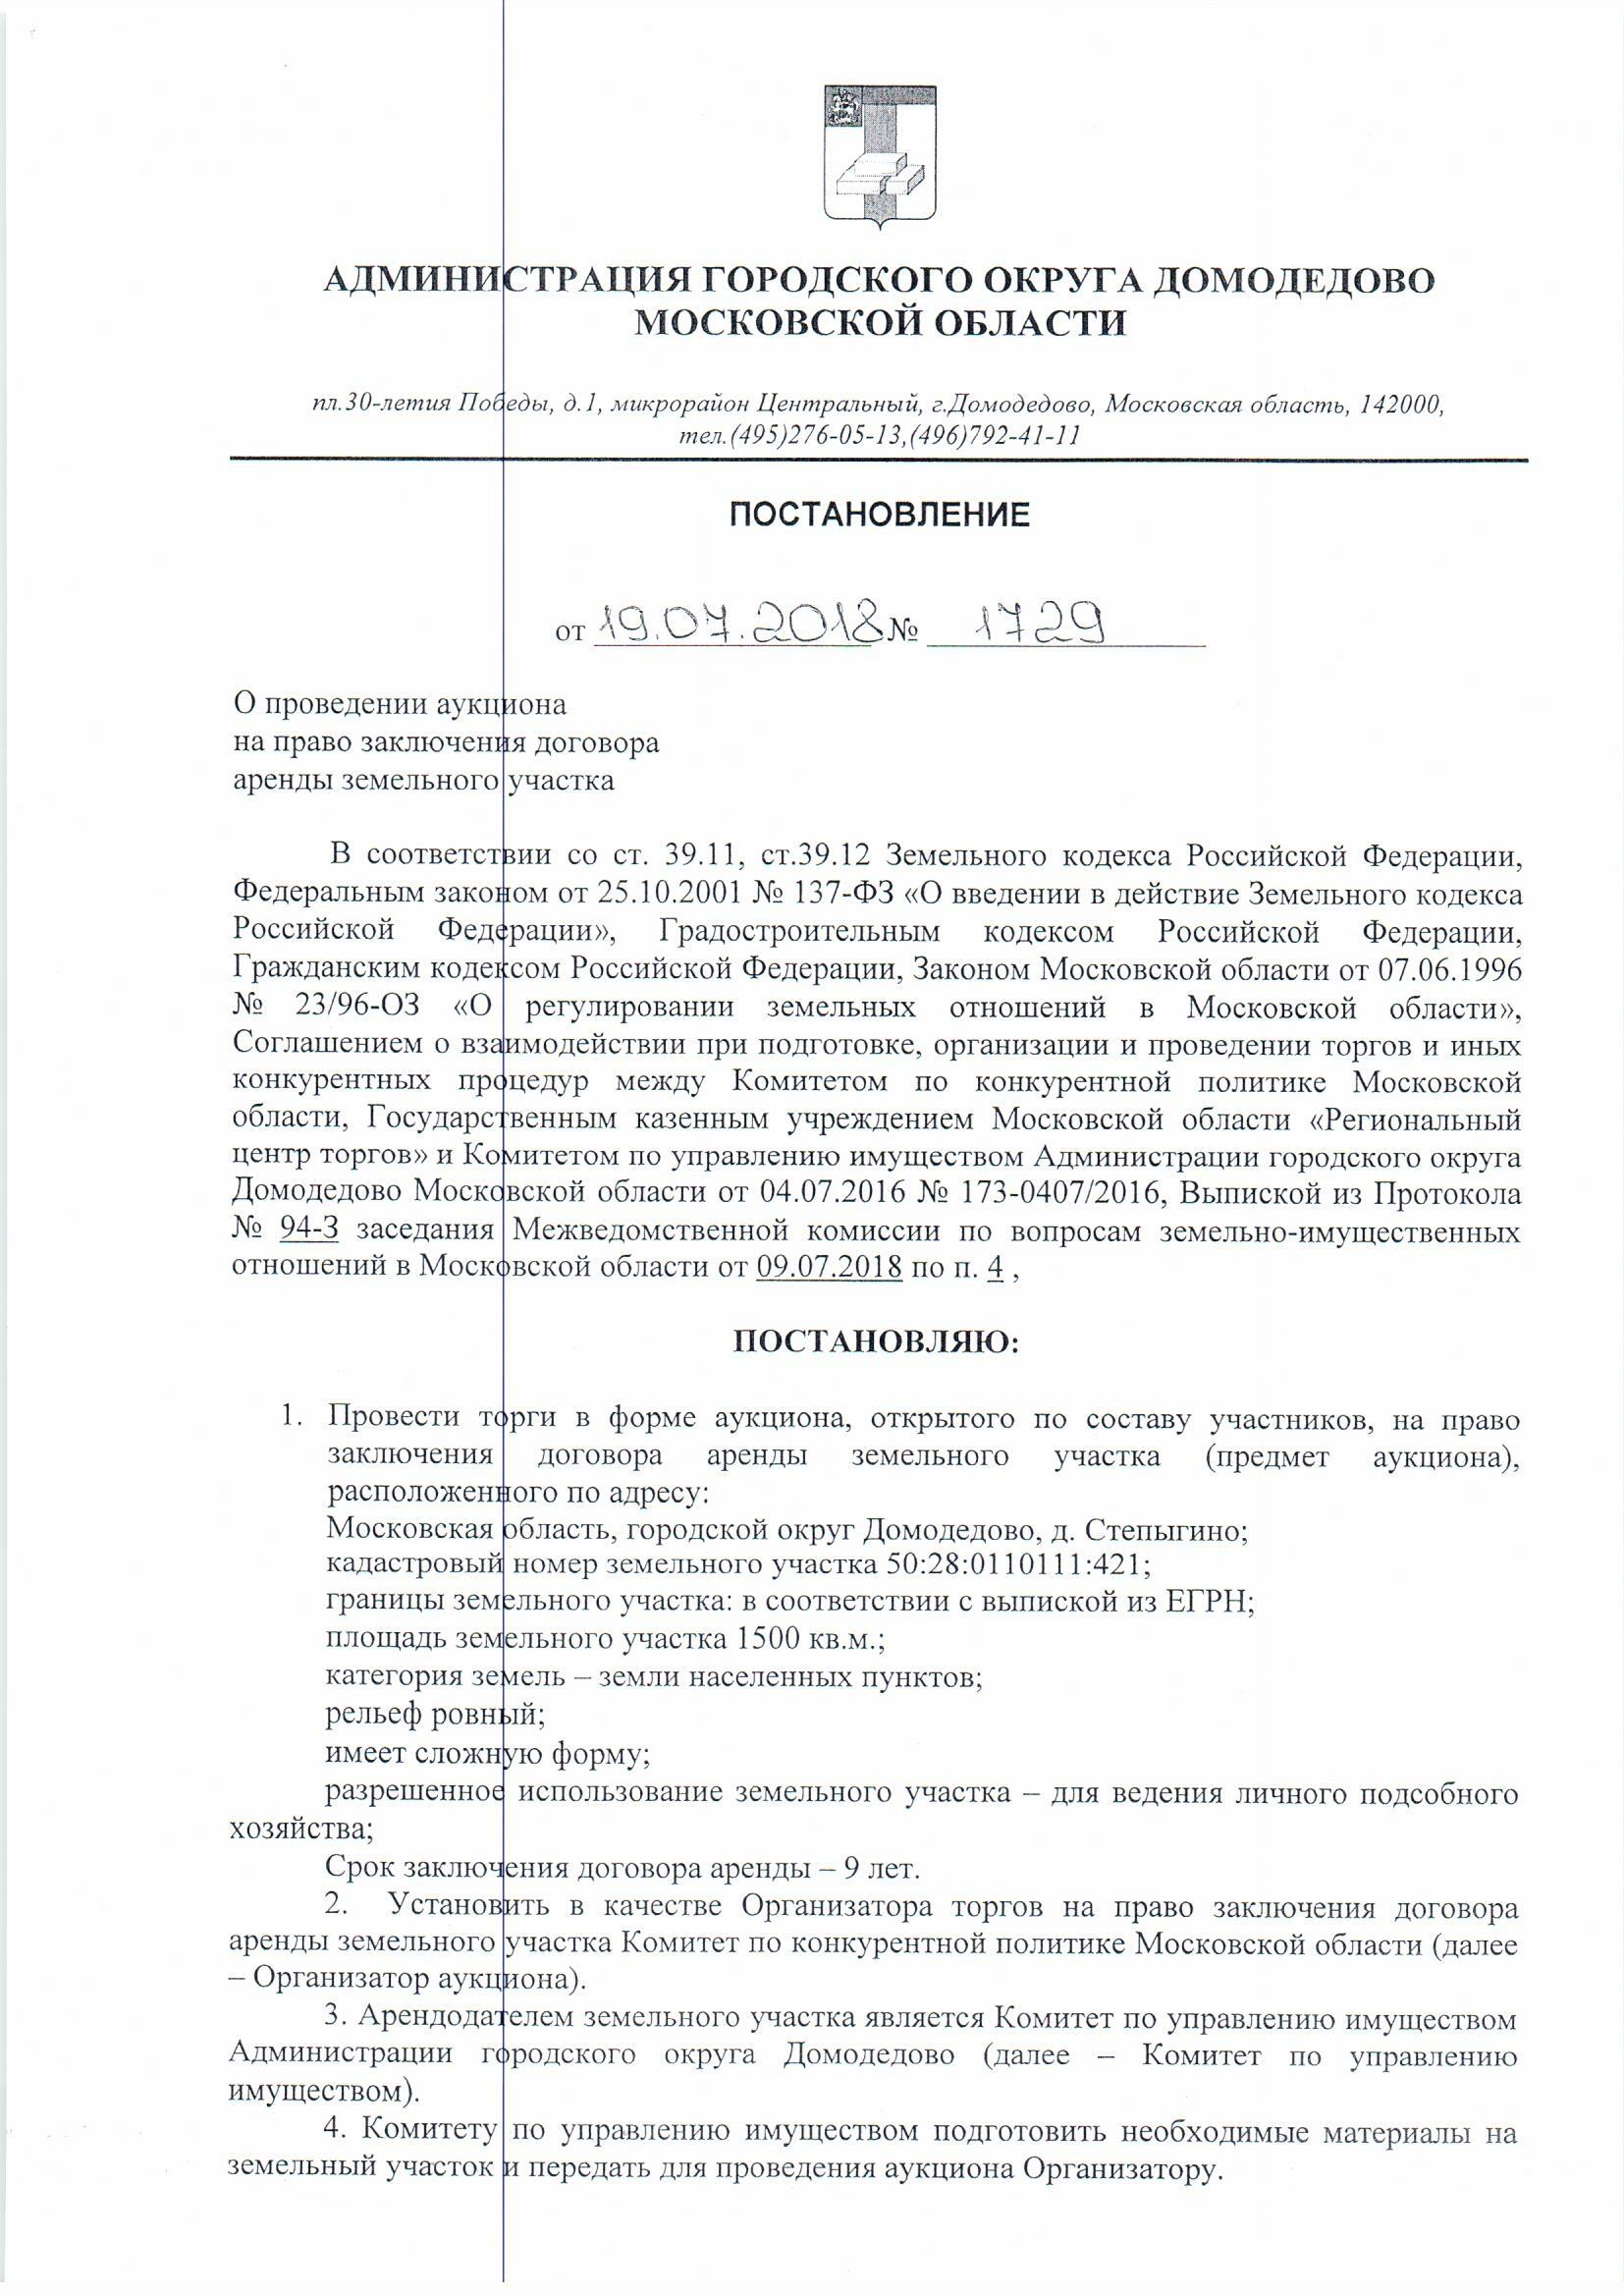 АДМИНИСТРАЦИЯ ГОРОДСКОГО ОКРУГА ДОМОДЕДОВО
МОСКОВСКОЙ ОБЛАСТИ
пл.30-летия Победы, д.1, микрорайон Центральный, г.Домодедово, Московская область, 142000,
тел.(495)276-05-13,(496)792-41-11
ПОСТАНОВЛЕНИЕ
от 19.07.2018 № 1729
О проведении аукциона
на право заключения договора
аренды земельного участка
В соответствии со ст. 39.11, ст.39.12 Земельного кодекса Российской Федерации,
Федеральным законом от 25.10.2001 № 137-ФЗ «О введении в действие Земельного кодекса
Российской Федерации», Градостроительным кодексом Российской Федерации,
Гражданским кодексом Российской Федерации, Законом Московской области от 07.06.1996
№ 23/96-ОЗ «О регулировании земельных отношений в Московской области»,
Соглашением о взаимодействии при подготовке, организации и проведении торгов и иных
конкурентных процедур между Комитетом по конкурентной политике Московской
области, Государственным казенным учреждением Московской области «Региональный
центр торгов» и Комитетом по управлению имуществом Администрации городского округа
Домодедово Московской области от 04.07.2016 № 173-0407/2016, Выпиской из Протокола
№ 94-З заседания Межведомственной комиссии по вопросам земельно-имущественных
отношений в Московской области от 09.07.2018 по п. 4 ,
ПОСТАНОВЛЯЮ:
1. Провести торги в форме аукциона, открытого по составу участников, на право
заключения договора аренды земельного участка (предмет аукциона),
расположенного по адресу:
Московская область, городской округ Домодедово, д. Степыгино;
кадастровый номер земельного участка 50:28:0110111:421;
границы земельного участка: в соответствии с выпиской из ЕГРН;
площадь земельного участка 1500 кв.м.;
категория земель – земли населенных пунктов;
рельеф ровный;
имеет сложную форму;
разрешенное использование земельного участка – для ведения личного подсобного
хозяйства;
Срок заключения договора аренды – 9 лет.
2. Установить в качестве Организатора торгов на право заключения договора
аренды земельного участка Комитет по конкурентной политике Московской области (далее
– Организатор аукциона).
3. Арендодателем земельного участка является Комитет по управлению имуществом
Администрации городского округа Домодедово (далее – Комитет по управлению
имуществом).
4. Комитету по управлению имуществом подготовить необходимые материалы на
земельный участок и передать для проведения аукциона Организатору.